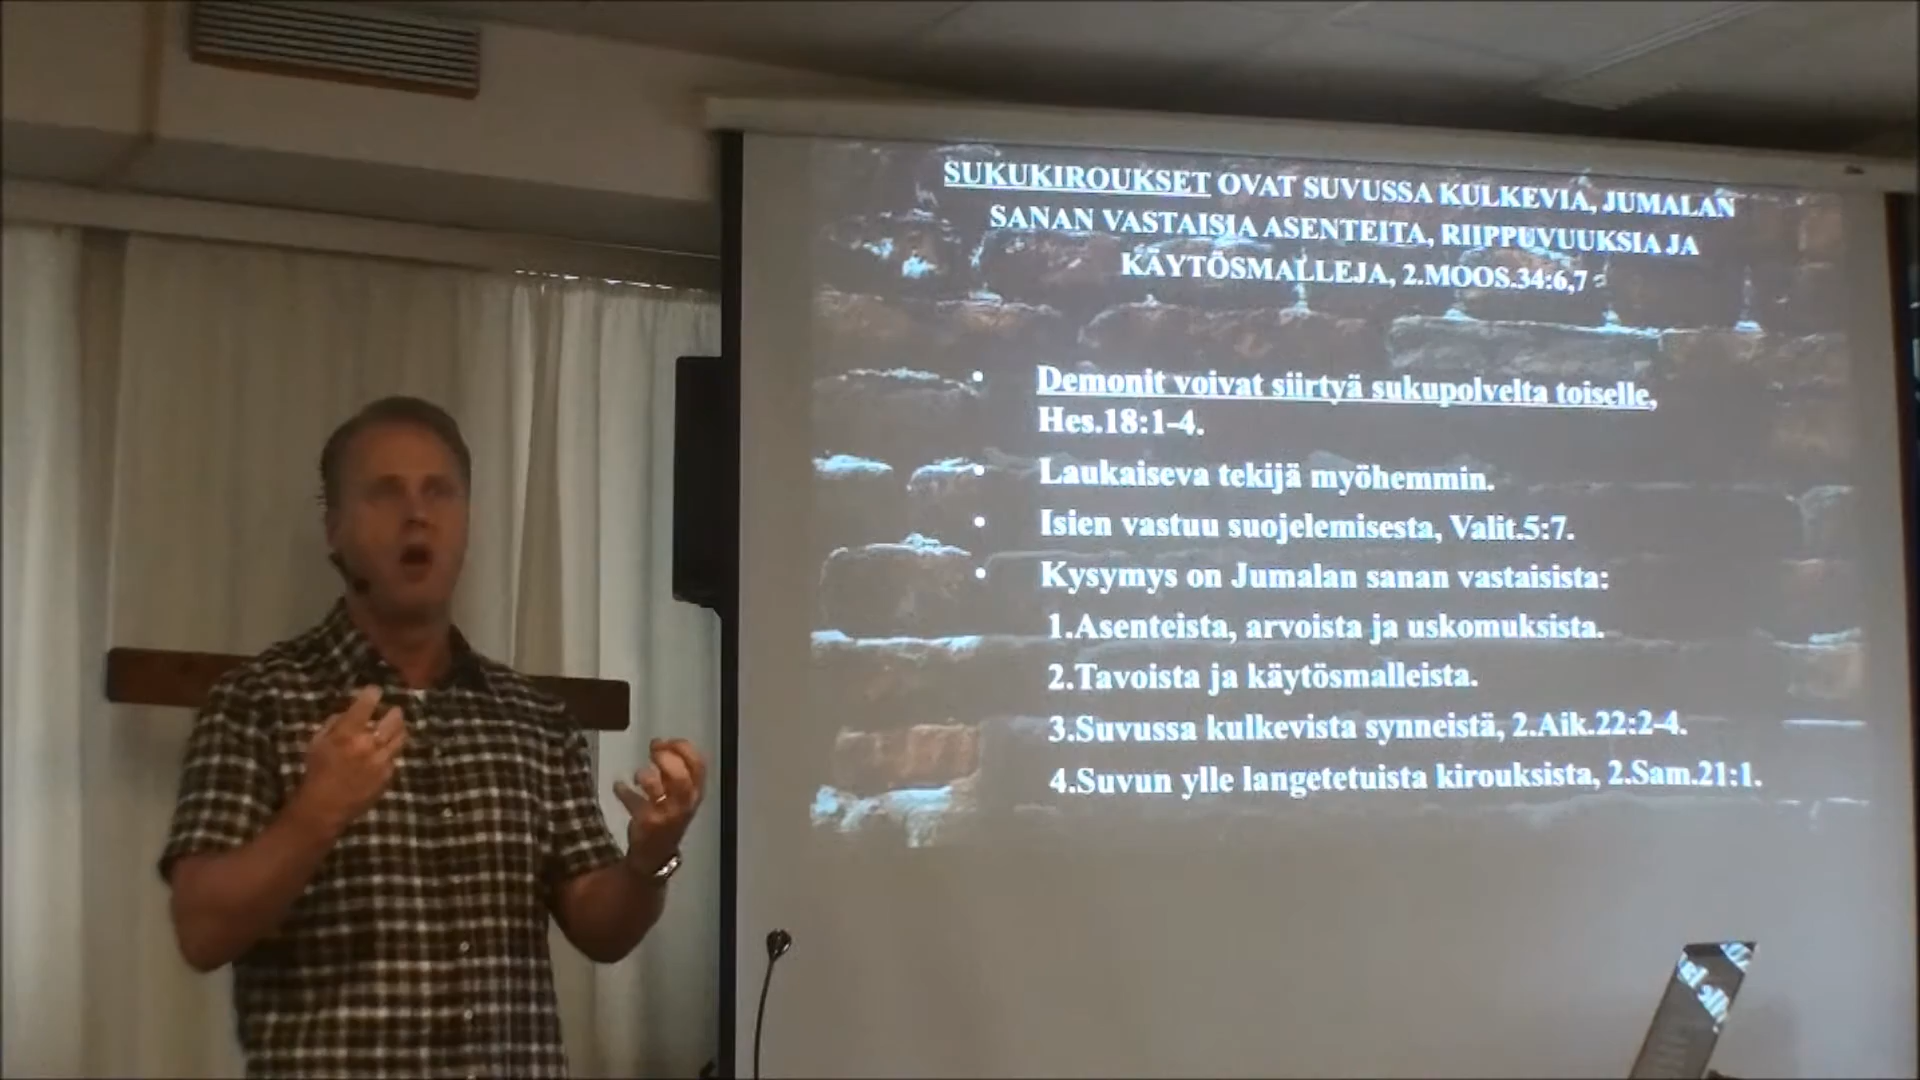 SUKUKIROUKSET OVAT SUVUSSA KULKEVIA, JUMALAN
SANAN VASTAISIA ASENTEITA, RIIPPUVUUKSIA JA
KÄYTÖSMALLEJA, 2.MOOS.34:6,7
• Demonit voivat siirtyä sukupolvelta toiselle,
Hes.18:1-4.
• Laukaiseva tekijä myöhemmin.
• Isien vastuu suojelemisesta, Valit.5:7.
• Kysymys on Jumalan sanan vastaisista:
1.Asenteista, arvoista ja uskomuksista.
2.Tavoista ja käytösmalleista.
3.Suvussa kulkevista synneistä, 2.Aik.22:2-4.
4.Suvun ylle langetetuista kirouksista, 2.Sam.21:1.